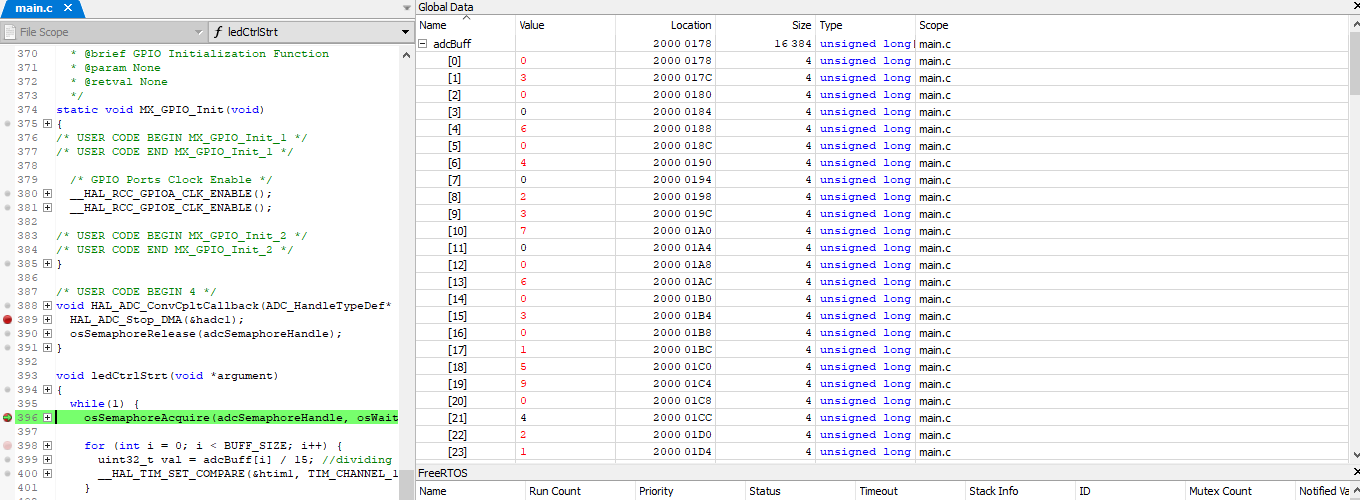 main.c
File Scope
ledCtrlStrt
370 * @brief GPIO Initialization Function
371 * @param None
372 * @retval None
373 */
374 static void MX_GPIO_Init(void)
375 {
376 /* USER CODE BEGIN MX_GPIO_Init_1 */
377 /* USER CODE END MX_GPIO_Init_1 */
378
379 /* GPIO Ports Clock Enable */
380 __HAL_RCC_GPIOA_CLK_ENABLE();
381 __HAL_RCC_GPIOE_CLK_ENABLE();
382
383 /* USER CODE BEGIN MX_GPIO_Init_2 */
384 /* USER CODE END MX_GPIO_Init_2 */
385 }
386
387 /* USER CODE BEGIN 4 */
388 void HAL_ADC_ConvCpltCallback(ADC_HandleTypeDef*
389 HAL_ADC_Stop_DMA(&hadc1);
390 osSemaphoreRelease(adcSemaphoreHandle);
391 }
392
393 void ledCtrlStrt(void *argument)
394 {
395 while(1) {
396 osSemaphoreAcquire(adcSemaphoreHandle, osWait
397
398 for (int i = 0; i < BUFF_SIZE; i++) {
399 uint32_t val = adcBuff[i] / 15; //dividing
400 __HAL_TIM_SET_COMPARE(&htim1, TIM_CHANNEL_1
401 }
Global Data
Name Value Location Size Type Scope
adcBuff 2000 0178 16 384 unsigned long main.c
[0] 0 2000 0178 4 unsigned long main.c
[1] 3 2000 017C 4 unsigned long main.c
[2] 0 2000 0180 4 unsigned long main.c
[3] 0 2000 0184 4 unsigned long main.c
[4] 6 2000 0188 4 unsigned long main.c
[5] 0 2000 018C 4 unsigned long main.c
[6] 4 2000 0190 4 unsigned long main.c
[7] 0 2000 0194 4 unsigned long main.c
[8] 2 2000 0198 4 unsigned long main.c
[9] 3 2000 019C 4 unsigned long main.c
[10] 7 2000 01A0 4 unsigned long main.c
[11] 0 2000 01A4 4 unsigned long main.c
[12] 0 2000 01A8 4 unsigned long main.c
[13] 6 2000 01AC 4 unsigned long main.c
[14] 0 2000 01B0 4 unsigned long main.c
[15] 3 2000 01B4 4 unsigned long main.c
[16] 0 2000 01B8 4 unsigned long main.c
[17] 1 2000 01BC 4 unsigned long main.c
[18] 5 2000 01C0 4 unsigned long main.c
[19] 9 2000 01C4 4 unsigned long main.c
[20] 0 2000 01C8 4 unsigned long main.c
[21] 4 2000 01CC 4 unsigned long main.c
[22] 2 2000 01D0 4 unsigned long main.c
[23] 1 2000 01D4 4 unsigned long main.c
FreeRTOS
Name Run Count Priority Status Timeout Stack Info ID Mutex Count Notified Va